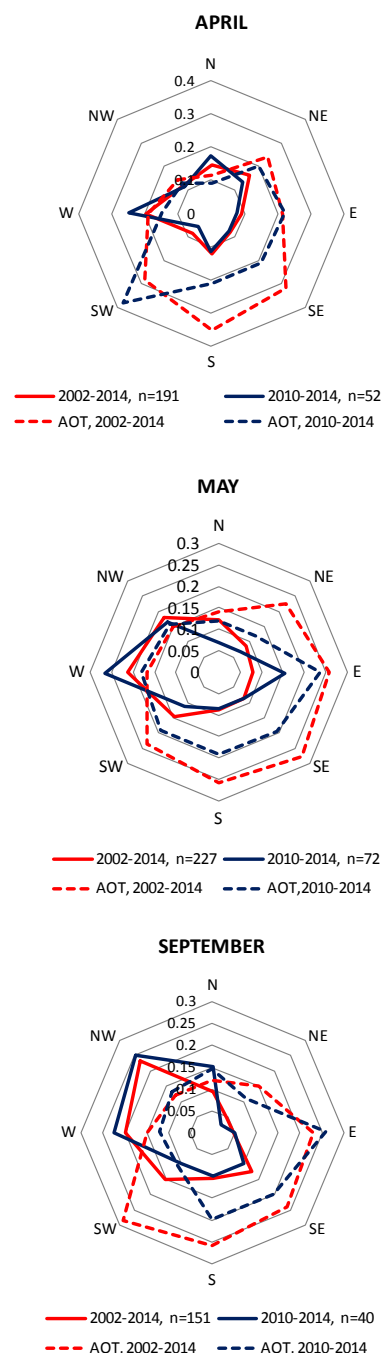 APRIL
N
0.4
NW
NE
0.3
0.2
0.1
W
0
E
SW
SE
S
2002-2014, n=191
2010-2014, n=52
AOT, 2002-2014
AOT, 2010-2014
MAY
N
0.3
NW
0.25
NE
0.2
0.15
0.1
0.05
W
0
E
SW
SE
S
2002-2014, n=227
2010-2014, n=72
AOT, 2002-2014
AOT,2010-2014
SEPTEMBER
N
0.3
NW
0.25
NE
0.2
0.15
0.1
0.05
W
0
E
SW
SE
S
2002-2014, n=151
2010-2014, n=40
AOT, 2002-2014
AOT, 2010-2014